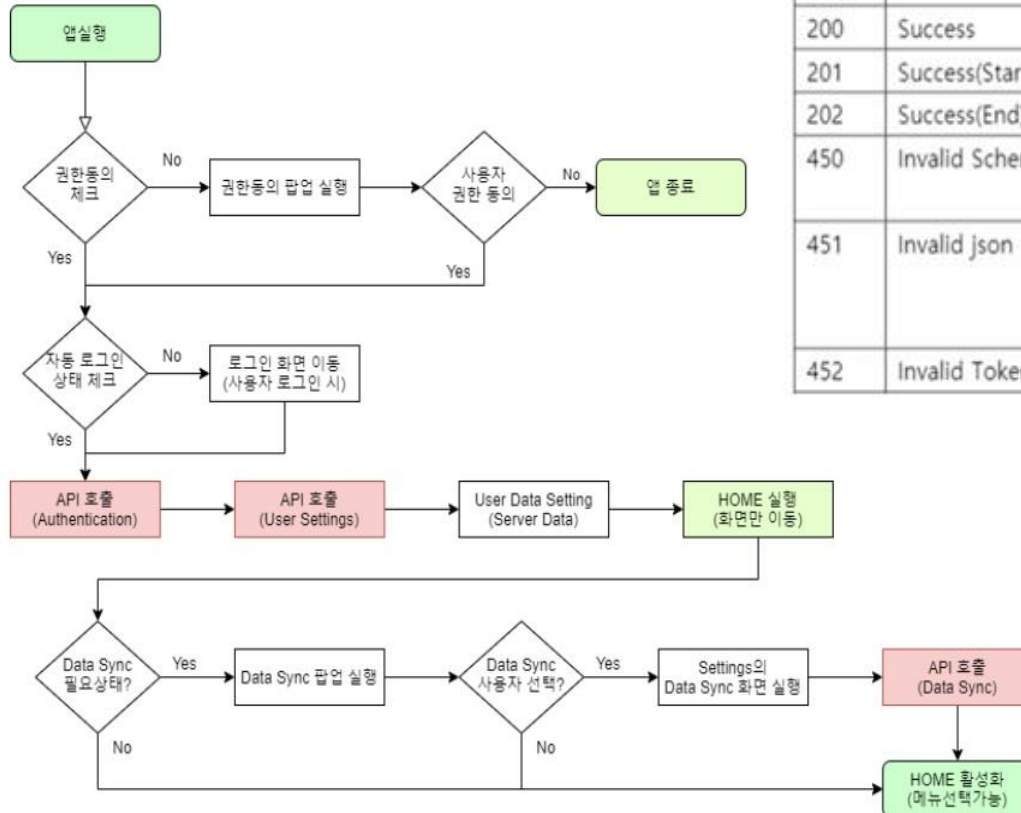 앱실행
200 Success
201
202
450 Invalid
451 Invalid json
452 Invalid
권한동의
체크
No
권한동의 팝업 실행
사용자
권한 동의
No
앱 종료
Yes
Yes
자동 로그인
상태 체크
No
로그인 화면 이동
(사용자 로그인 시)
Yes
API 호출
(Authentication)
API 호출
(User Settings)
User Data Setting
(Server Data)
HOME 실행
(화면만 이동)
Data Sync
필요상태?
Yes
Data Sync 팝업 실행
Data Sync
사용자 선택?
Yes
Settings의
Data Sync 화면 실행
API 호출
(Data Sync)
No
No
HOME 활성화
(메뉴선택가능)